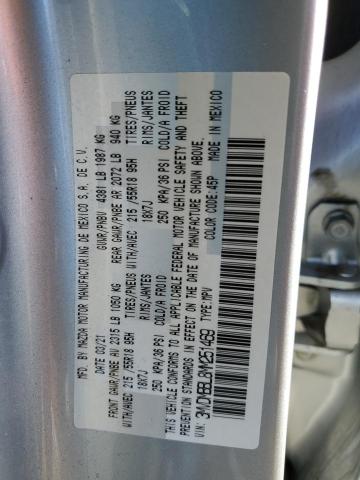 MFD. BY MAZDA MOTOR MANUFACTURING DE MEXICO S.A. DE C.V.
03/21 GVWR/PNBV 4381 LB 1987 KG
FRONT GAWR/PNBE AV 2315 LB 1050 KG REAR GAWR/PNBE AR 2072 LB 940 KG
WITH/AVEC 215/55R18 95H TIRES/PNEUS WITH/AVEC 215/55R18 95H TIRES/PNEUS
18X7J RIMS/JANTES 18X7J RIMS/JANTES
250 KPA/36 PSI COLD/A FROID 250 KPA/36 PSI COLD/A FROID
THIS VEHICLE CONFORMS TO ALL APPLICABLE FEDERAL MOTOR VEHICLE SAFETY AND THEFT
PREVENTION STANDARDS IN EFFECT ON THE DATE OF MANUFACTURE SHOWN ABOVE.
COLOR CODE: 45P MADE IN MEXICO
VIN: TYPE: MPV